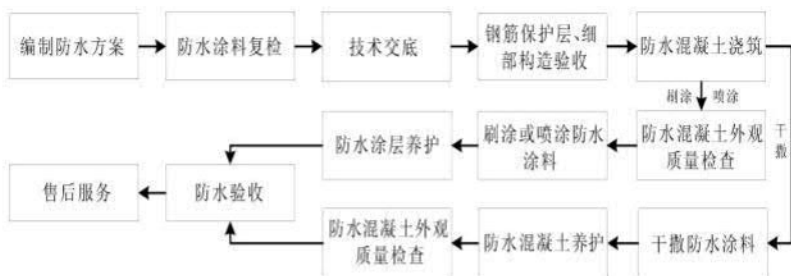 编制防水方案
防水涂料复检
技术交底
钢筋保护层、细
部构造验收
防水混凝土浇筑
刷涂 喷涂
干撒
防水涂层养护
刷涂或喷涂防水
涂料
防水混凝土外观
质量检查
售后服务
防水验收
防水混凝土外观
质量检查
防水混凝土养护
干撒防水涂料